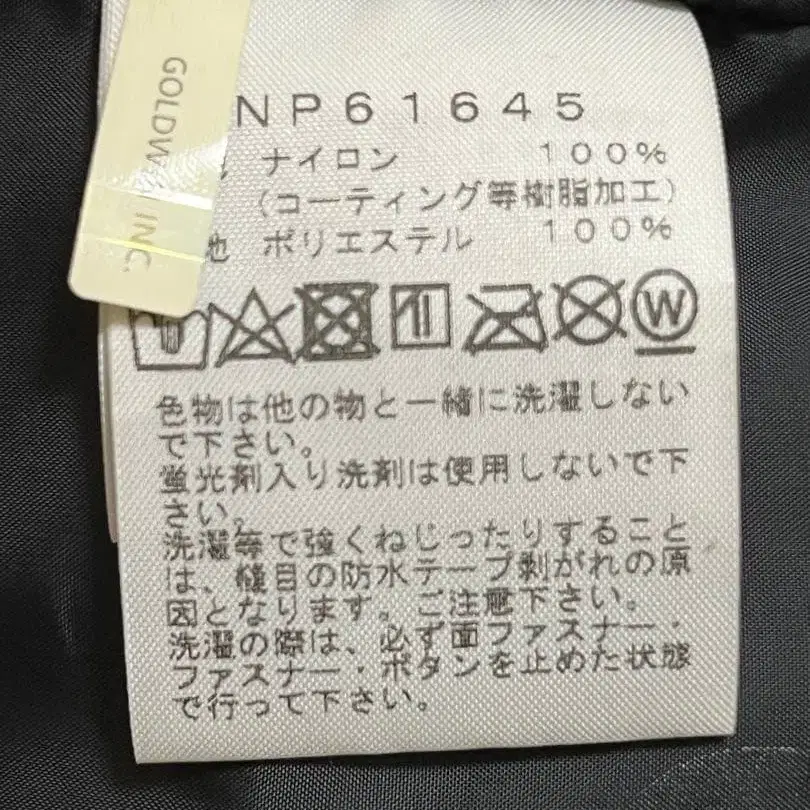 GOLDWIN INC.
NP61645
ナイロン 100%
(コーティング等樹脂加工)
地 ポリエステル 100%
W
色物は他の物と一緒に洗濯しない
で下さい。
蛍光剤入り洗剤は使用しないで下
さい。
洗濯等で強くねじったりすること
は、縫目の防水テープ剥がれの原
因となります。ご注意下さい。
洗濯の際は、必ず面ファスナー・
ファスナー・ボタンを止めた状態
で行って下さい。